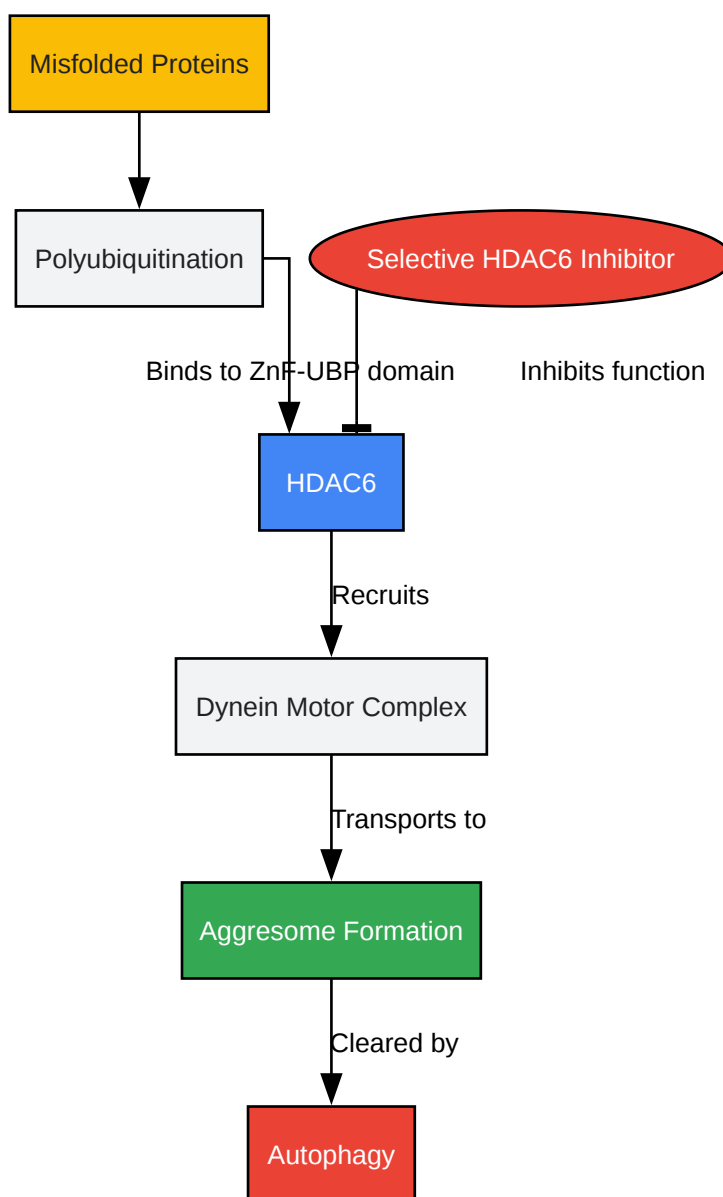 Misfolded Proteins
Polyubiquitination
Selective HDAC6 Inhibitor
Binds to ZnF-UBP domain
Inhibits function
HDAC6
Recruits
Dynein Motor Complex
Transports to
Aggresome Formation
Cleared by
Autophagy